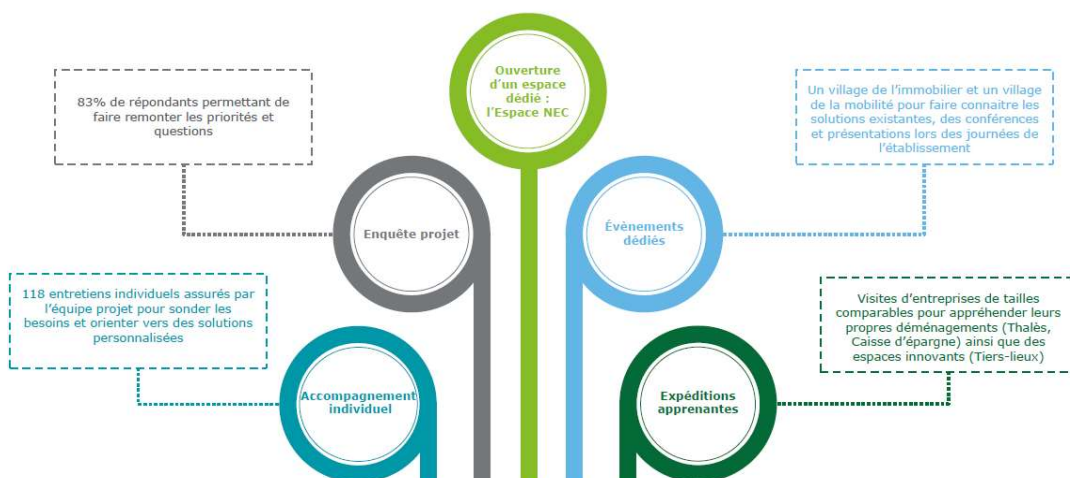 Ouverture
d'un espace
dédié :
l'Espace NEC
83% de répondants permettant de
faire remonter les priorités et
questions
Enquête projet
Un village de l'immobilier et un village
de la mobilité pour faire connaitre les
solutions existantes, des conférences
et présentations lors des journées de
l'établissement
Évènements
dédiés
118 entretiens individuels assurés par
l'équipe projet pour sonder les
besoins et orienter vers des solutions
personnalisées
Accompagnement
individuel
Visites d'entreprises de tailles
comparables pour appréhender leurs
propres déménagements (Thalès,
Caisse d'épargne) ainsi que des
espaces innovants (Tiers-lieux)
Expéditions
apprenantes